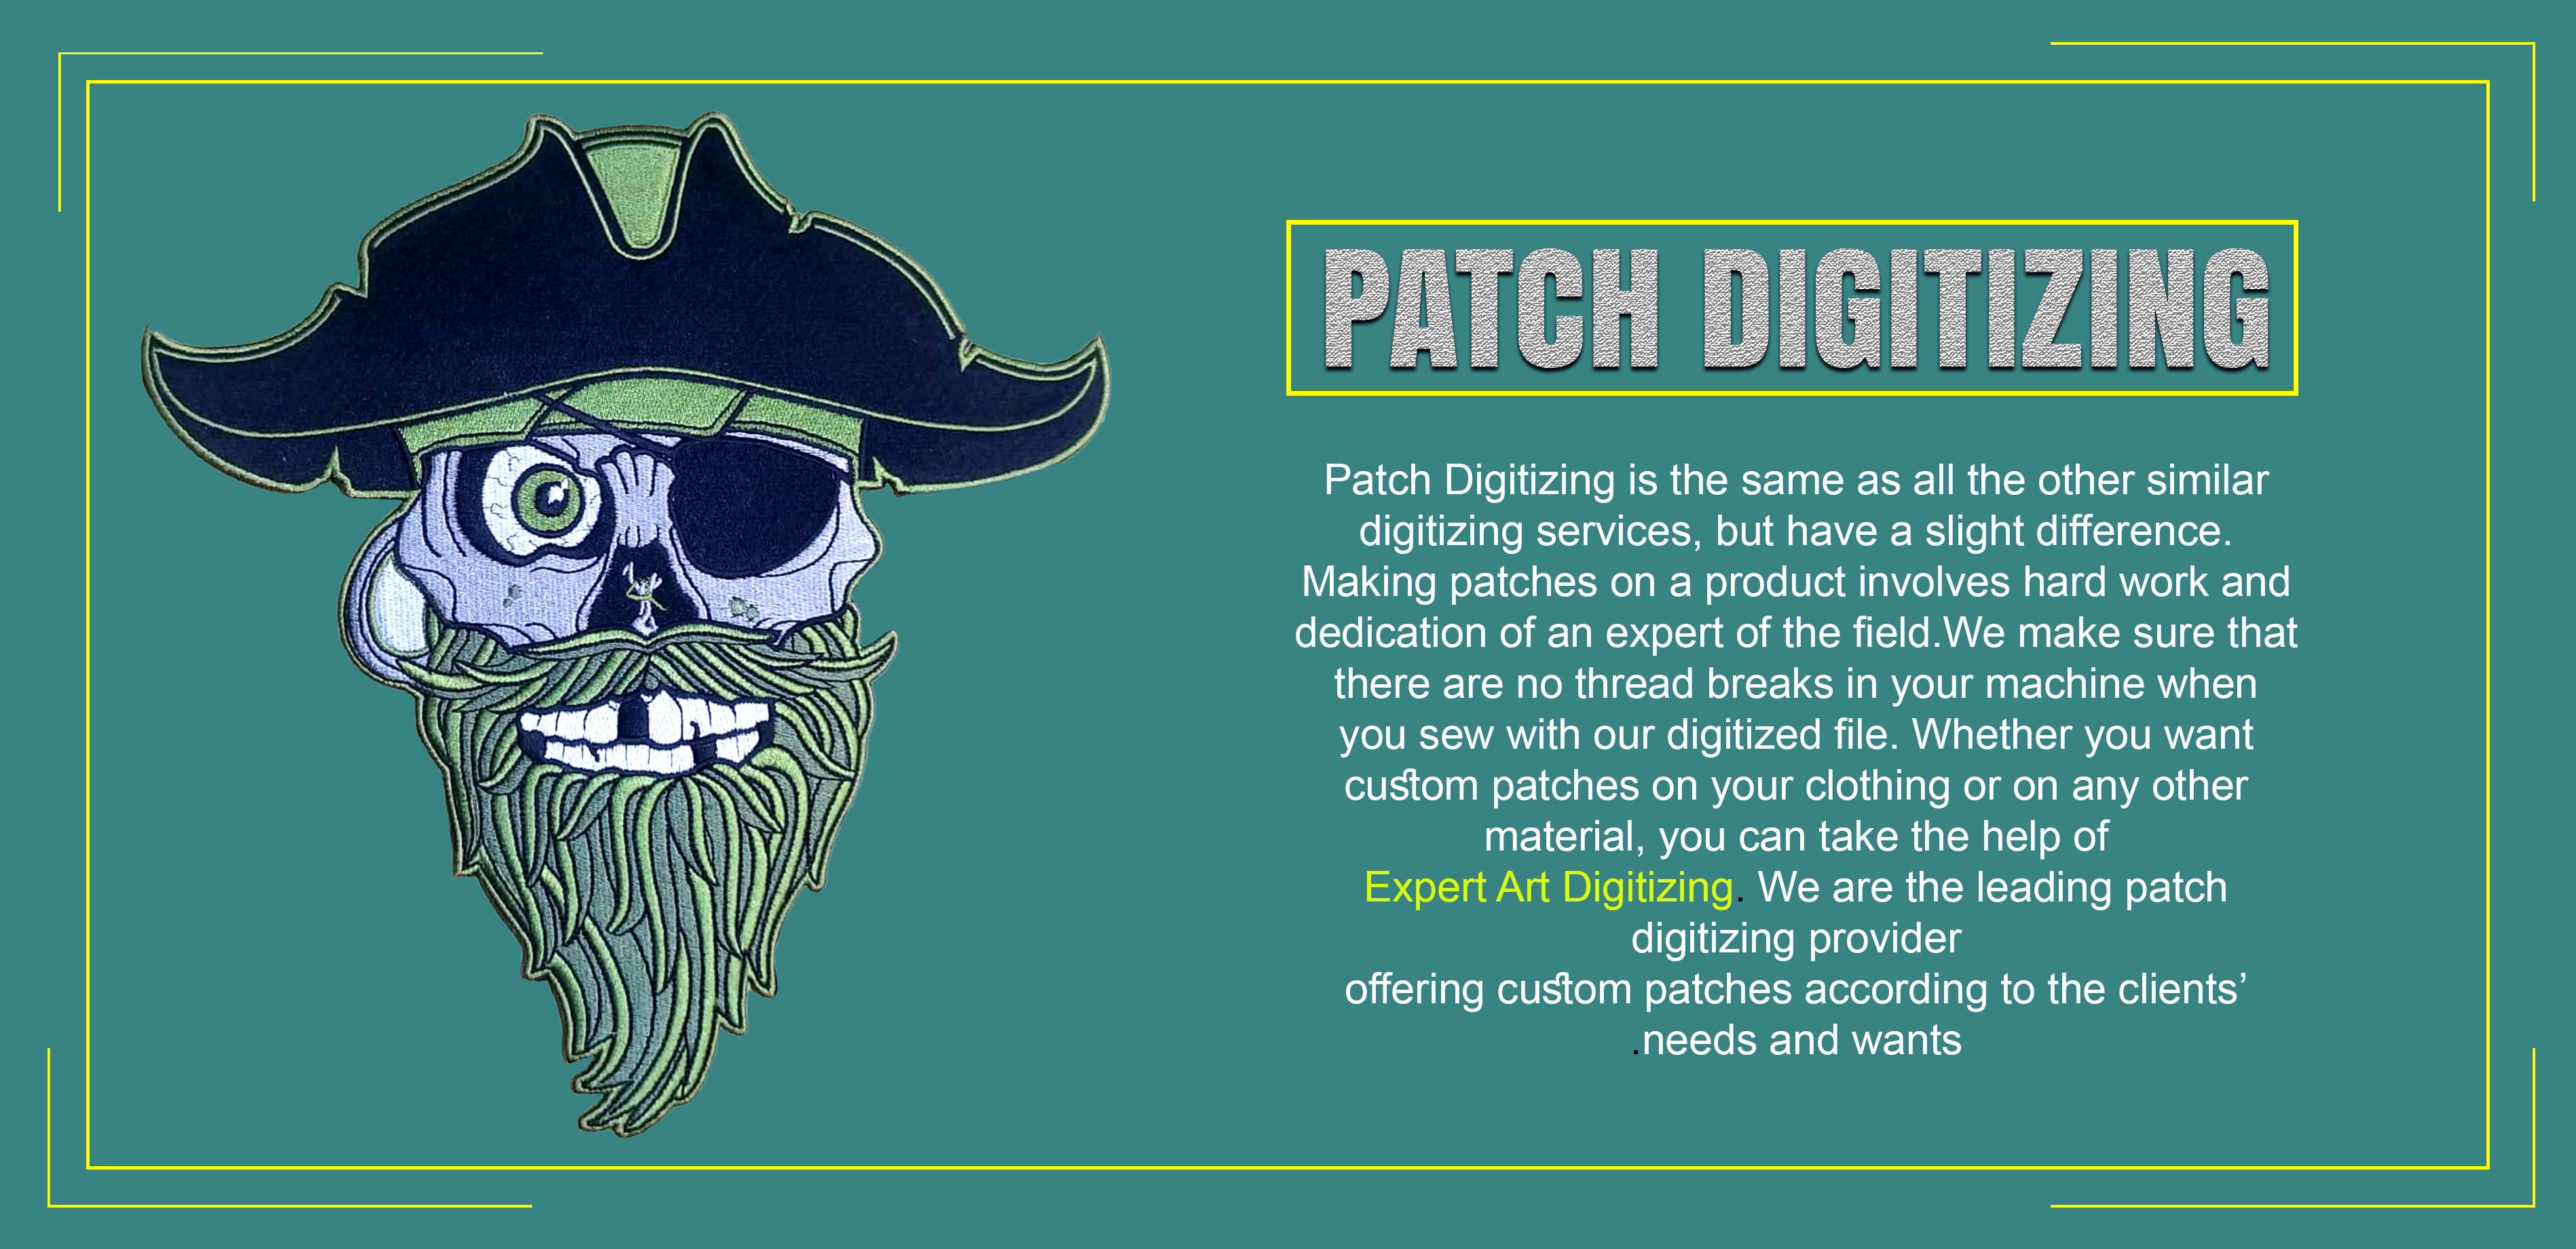 PATCH DIGITIZING
Patch Digitizing is the same as all the other similar
digitizing services, but have a slight difference.
Making patches on a product involves hard work and
dedication of an expert of the field.We make sure that
there are no thread breaks in your machine when
you sew with our digitized file. Whether you want
custom patches on your clothing or on any other
material, you can take the help of
Expert Art Digitizing. We are the leading patch
digitizing provider
offering custom patches according to the clients’
.needs and wants